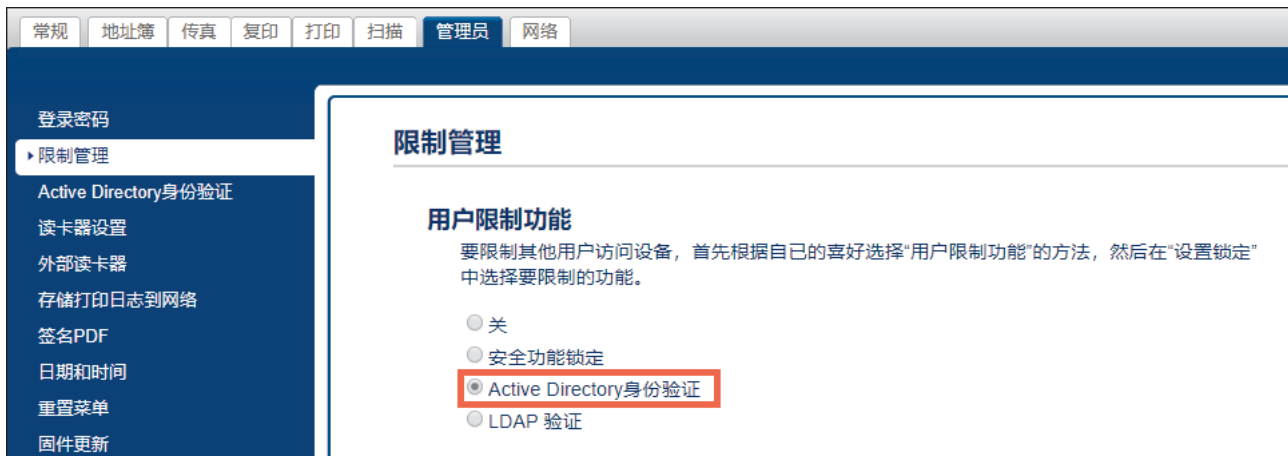 常规 地址簿 传真 复印 打印 扫描 管理员 网络
登录密码
限制管理
Active Directory身份验证
读卡器设置
外部读卡器
存储打印日志到网络
签名PDF
日期和时间
重置菜单
固件更新
限制管理
用户限制功能
要限制其他用户访问设备，首先根据自已的喜好选择“用户限制功能”的方法，然后在“设置锁定”
中选择要限制的功能。
关
安全功能锁定
Active Directory身份验证
LDAP 验证